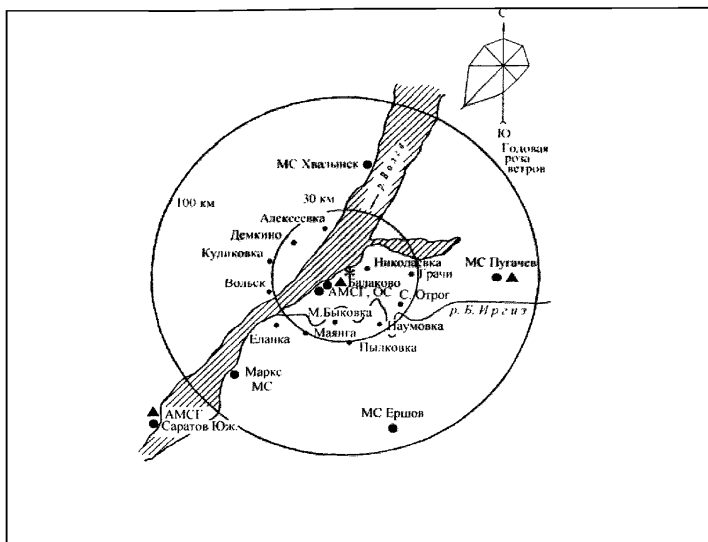 С
Ю
Годовая
роза
ветров
МС Хвалынск
р. Волга
100 км
30 км
Алексеевка
Демкино
Куликовка
Николаевка
Грачи
МС Пугачев
Вольск
Балаково
АМСГ, ОС
С. Отрог
р. Б. Иргиз
М.Быковка
Еланка
Маянга
Наумовка
Пылковка
Маркс
МС
АМСГ
Саратов Юж.
МС Ершов